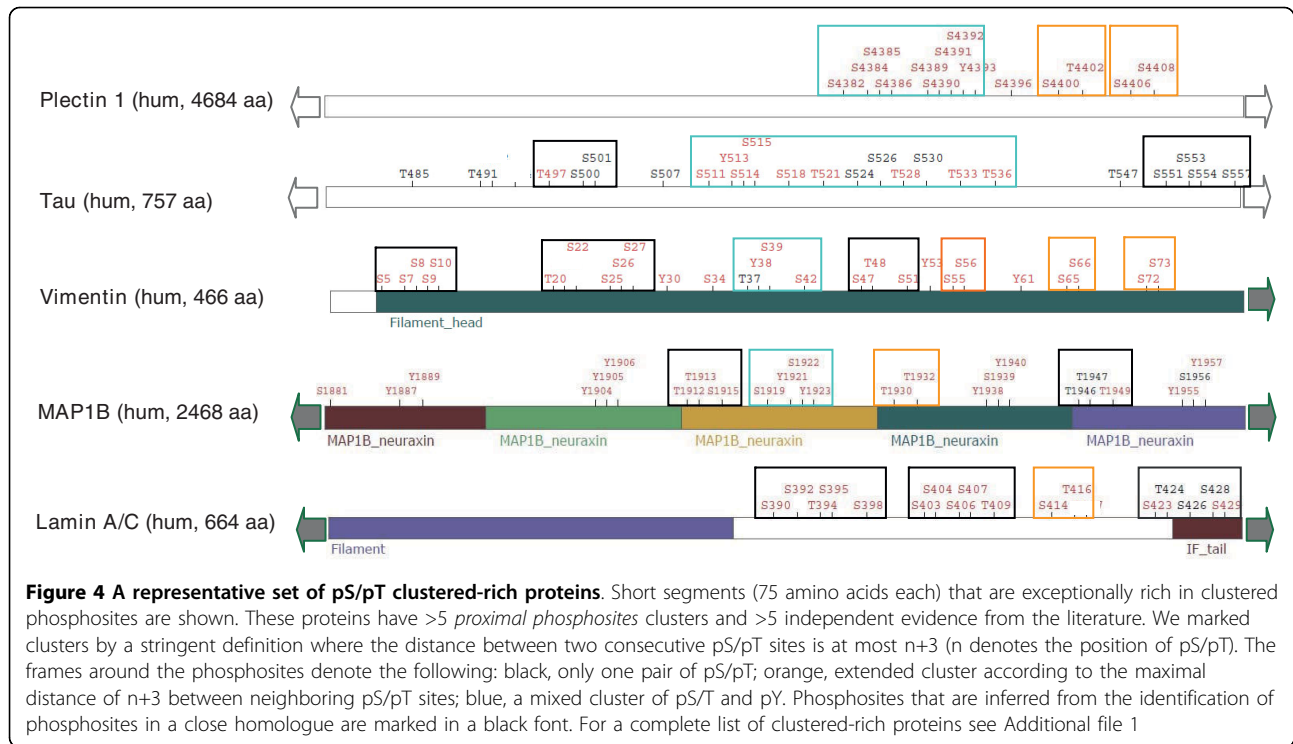 S4392
S4385 S4391
S4384 S4389 Y4393 T4402 S4408
S4382 S4386 S4390 S4396 S4400 S4406
Plectin 1 (hum, 4684 aa)
S515
S501 Y513 S526 S530 S553
T485 T491 T497 S500 S507 S511 S514 S518 T521 S524 T528 T533 T536 T547 S551 S554 S557
Tau (hum, 757 aa)
S22 S27 S39
S8 S10 S26 Y38 T48 Y53 S56 S66 S73
S5 S7 S9 T20 S25 Y30 S34 T37 S42 S47 S51 S55 Y61 S65 S72
Vimentin (hum, 466 aa)
Filament_head
Y1906 S1922 Y1940 Y1957
Y1889 Y1905 T1913 Y1921 T1932 S1939 T1947 S1956
S1881 Y1887 Y1904 T1912 S1915 S1919 Y1923 T1930 Y1938 T1946 T1949 Y1955
MAP1B (hum, 2468 aa)
MAP1B_neuraxin MAP1B_neuraxin MAP1B_neuraxin MAP1B_neuraxin MAP1B_neuraxin
S392 S395 S404 S407 T416 T424 S428
S390 T394 S398 S403 S406 T409 S414 S423 S426 S429
Lamin A/C (hum, 664 aa)
Filament IF_tail
Figure 4 A representative set of pS/pT clustered-rich proteins. Short segments (75 amino acids each) that are exceptionally rich in clustered
phosphosites are shown. These proteins have >5 proximal phosphosites clusters and >5 independent evidence from the literature. We marked
clusters by a stringent definition where the distance between two consecutive pS/pT sites is at most n+3 (n denotes the position of pS/pT). The
frames around the phosphosites denote the following: black, only one pair of pS/pT; orange, extended cluster according to the maximal
distance of n+3 between neighboring pS/pT sites; blue, a mixed cluster of pS/T and pY. Phosphosites that are inferred from the identification of
phosphosites in a close homologue are marked in a black font. For a complete list of clustered-rich proteins see Additional file 1